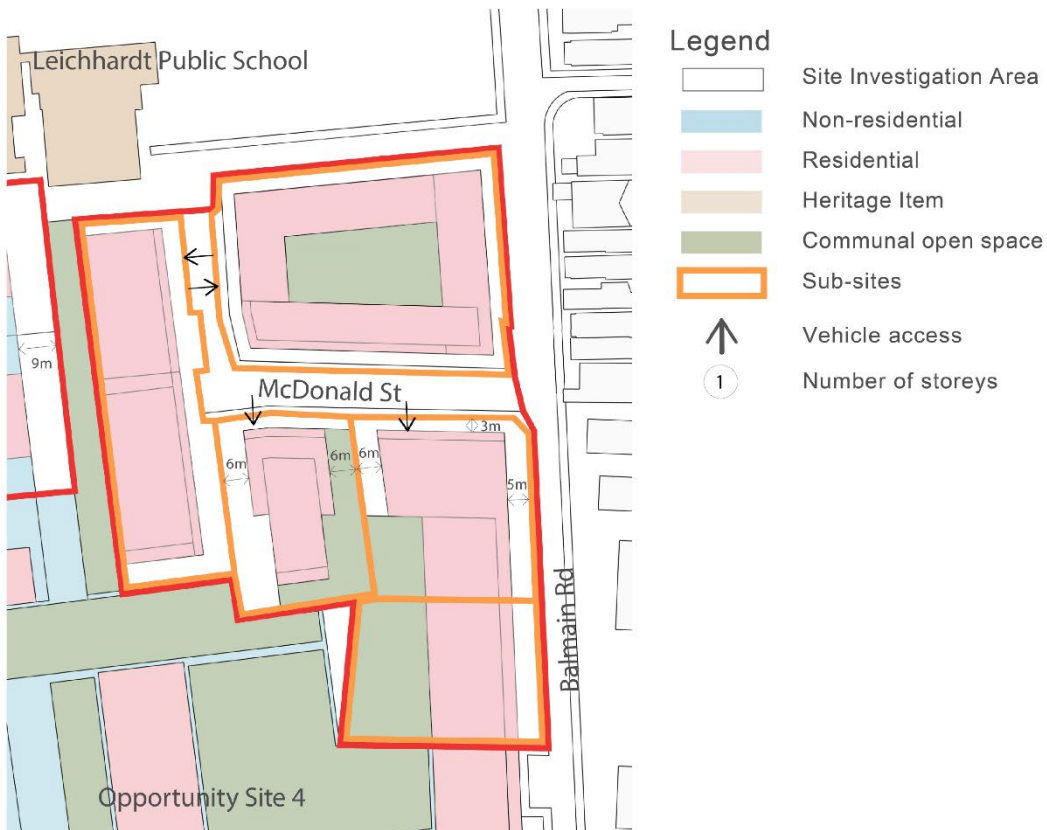 Leichhardt Public School
9m
McDonald St
3m
6m
6m
6m
5m
Balmain Rd
Opportunity Site 4
Legend
Site Investigation Area
Non-residential
Residential
Heritage Item
Communal open space
Sub-sites
Vehicle access
1
Number of storeys